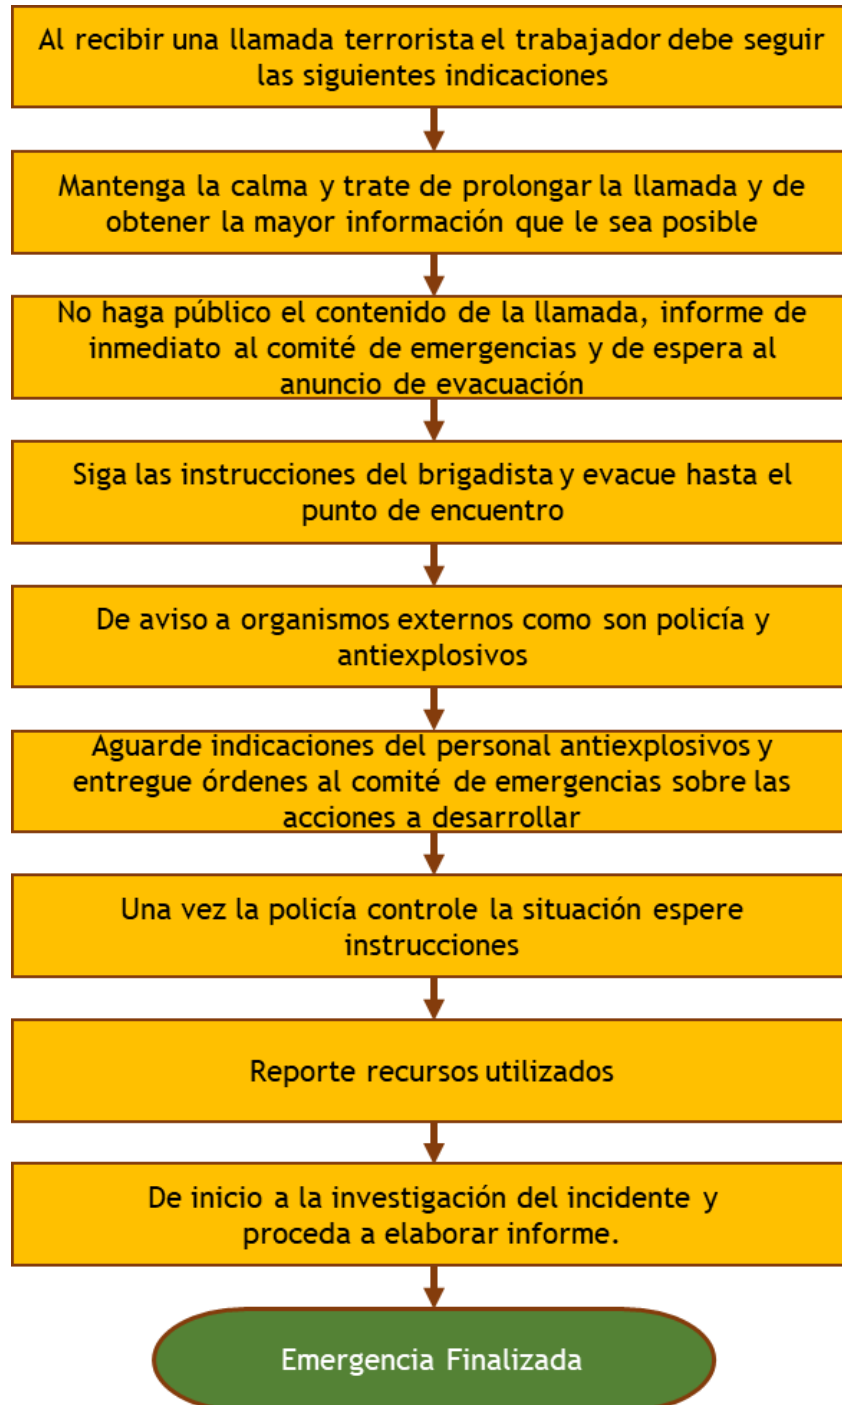 Al recibir una llamada terrorista el trabajador debe seguir
las siguientes indicaciones
Mantenga la calma y trate de prolongar la llamada y de
obtener la mayor información que le sea posible
No haga público el contenido de la llamada, informe de
inmediato al comité de emergencias y de espera al
anuncio de evacuación
Siga las instrucciones del brigadista y evacue hasta el
punto de encuentro
De aviso a organismos externos como son policía y
antiexplosivos
Aguarde indicaciones del personal antiexplosivos y
entregue órdenes al comité de emergencias sobre las
acciones a desarrollar
Una vez la policía controle la situación espere
instrucciones
Reporte recursos utilizados
De inicio a la investigación del incidente y
proceda a elaborar informe.
Emergencia Finalizada